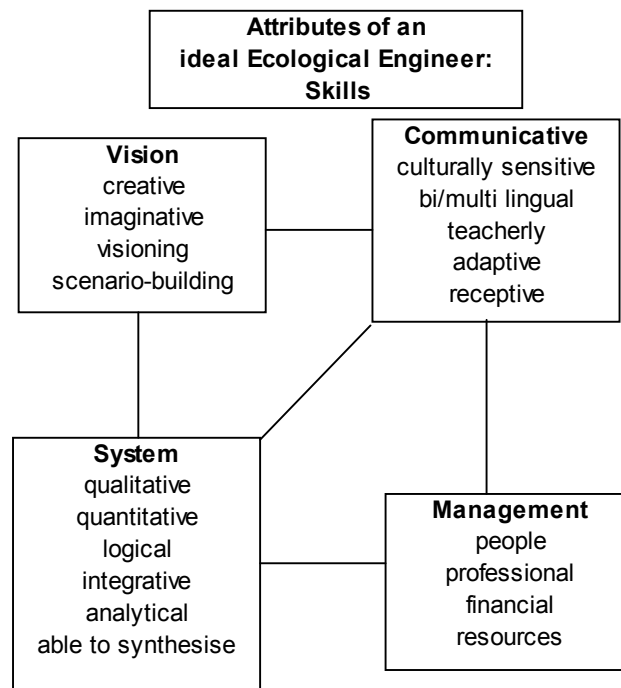 Attributes of an
ideal Ecological Engineer:
Skills
Vision
creative
imaginative
visioning
scenario-building
Communicative
culturally sensitive
bi/multi lingual
teacherly
adaptive
receptive
System
qualitative
quantitative
logical
integrative
analytical
able to synthesise
Management
people
professional
financial
resources